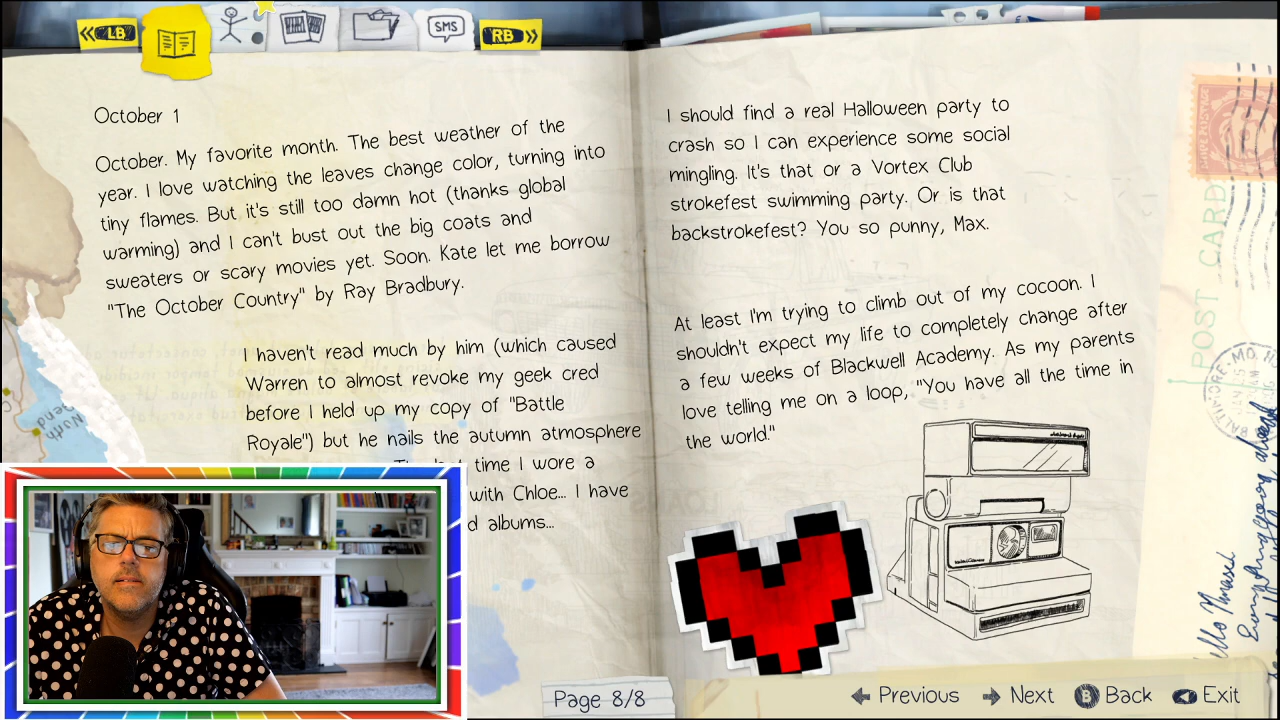 LB
SMS
RB
October 1
October. My favorite month. The best weather of the
year. I love watching the leaves change color, turning into
tiny flames. But it's still too damn hot (thanks global
warming) and I can't bust out the big coats and
sweaters or scary movies yet. Soon. Kate let me borrow
"The October Country" by Ray Bradbury.
I haven't read much by him (which caused
Warren to almost revoke my geek cred
before I held up my copy of "Battle
Royale") but he nails the autumn atmosphere
time I wore a
with Chloe... I have
albums...
I should find a real Halloween party to
crash so I can experience some social
mingling. It's that or a Vortex Club
strokefest swimming party. Or is that
backstrokefest? You so punny, Max.
At least I'm trying to climb out of my cocoon. I
shouldn't expect my life to completely change after
a few weeks of Blackwell Academy. As my parents
love telling me on a loop, "You have all the time in
the world."
POST CARD
BALTIMORE, MD.
North
Bend
Page 8/8
Previous
Next
B Back
Exit